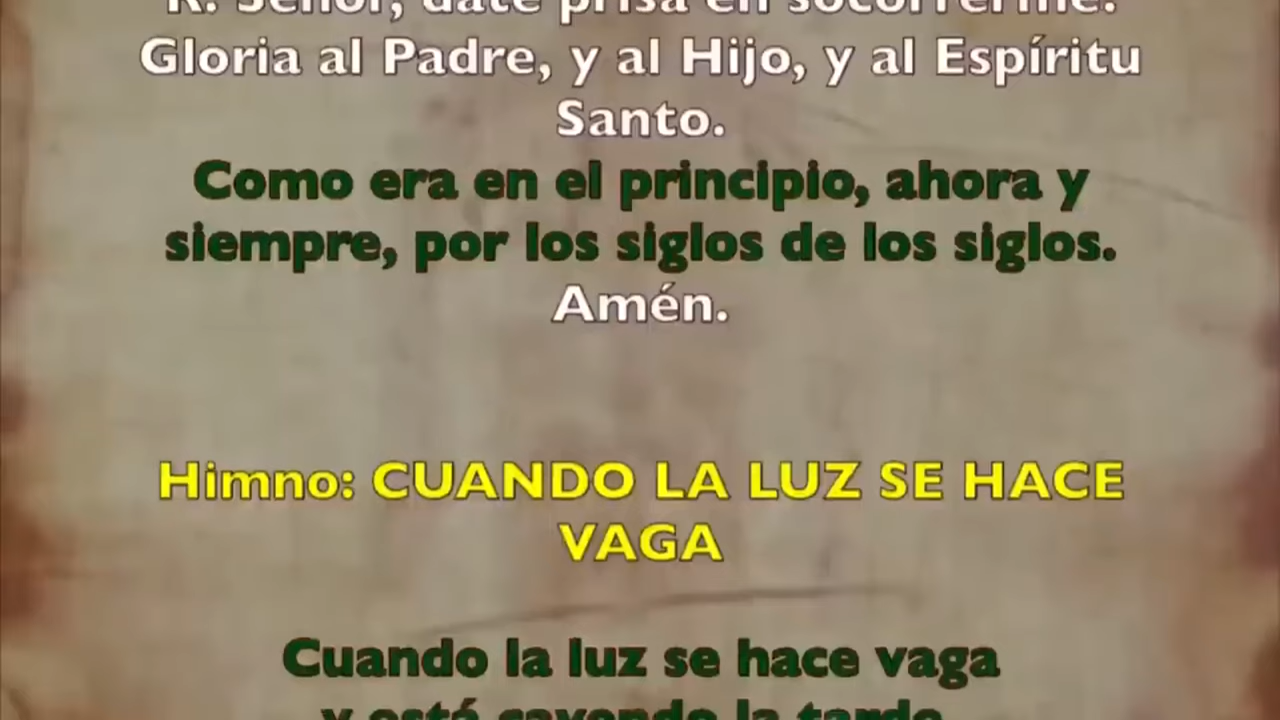 R. Señor, date prisa en socorrerme.
Gloria al Padre, y al Hijo, y al Espíritu
Santo.
Como era en el principio, ahora y
siempre, por los siglos de los siglos.
Amén.
Himno: CUANDO LA LUZ SE HACE
VAGA
Cuando la luz se hace vaga
y está cayendo la tarde